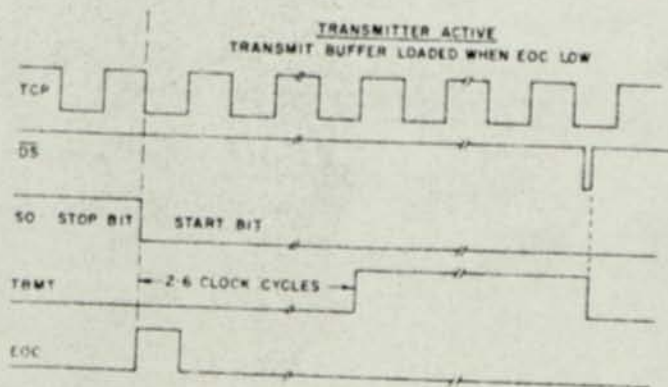 TRANSMITTER ACTIVE
TRANSMIT BUFFER LOADED WHEN EOC LOW
TCP
DS
SO STOP BIT START BIT
TBMT 2-6 CLOCK CYCLES
EOC